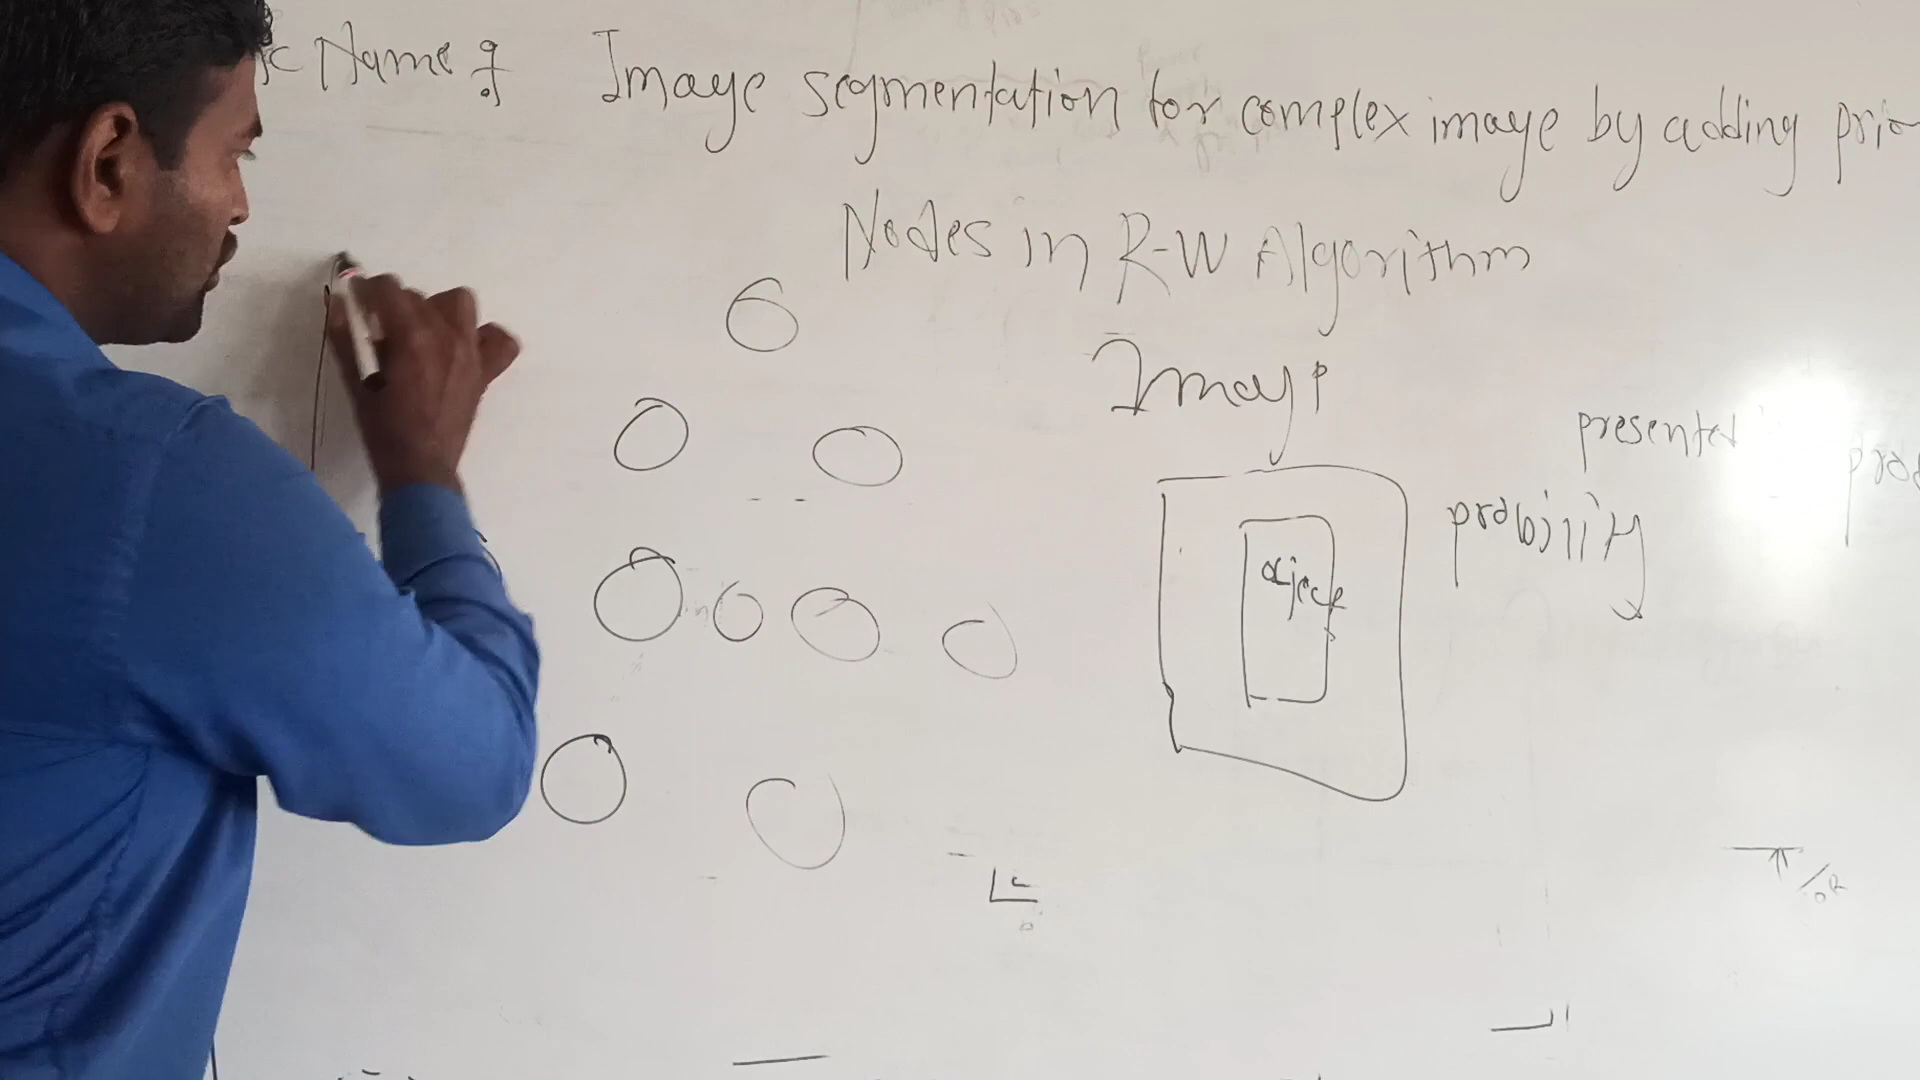 Name :
Image segmentation for complex image by adding prio
Nodes in R-W Algorithm
Image
presented
object
probility